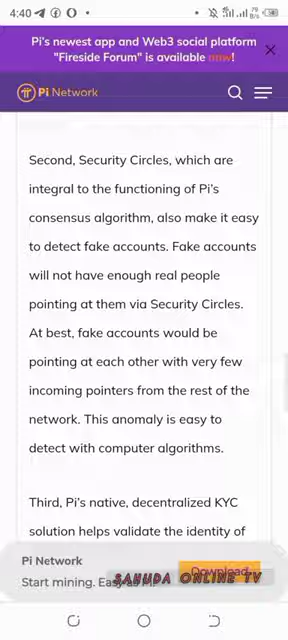 4:40
Pi's newest app and Web3 social platform
"Fireside Forum" is available now!
Pi Network
Second, Security Circles, which are
integral to the functioning of Pi's
consensus algorithm, also make it easy
to detect fake accounts. Fake accounts
will not have enough real people
pointing at them via Security Circles.
At best, fake accounts would be
pointing at each other with very few
incoming pointers from the rest of the
network. This anomaly is easy to
detect with computer algorithms.
Third, Pi's native, decentralized KYC
solution helps validate the identity of
Pi Network
Download
Start mining. Easy as
SAHUDA ONLINE TV